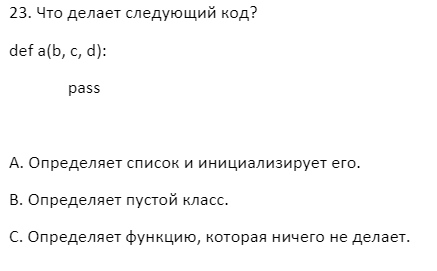 23. Что делает следующий код?
def a(b, c, d):
pass
A. Определяет список и инициализирует его.
B. Определяет пустой класс.
C. Определяет функцию, которая ничего не делает.